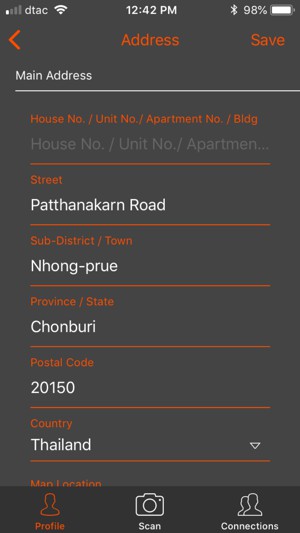 dtac 12:42 PM 98%
Address Save
Main Address
House No. / Unit No./ Apartment No. / Bldg
House No. / Unit No./ Apartmen...
Street
Patthanakarn Road
Sub-District / Town
Nhong-prue
Province / State
Chonburi
Postal Code
20150
Country
Thailand
Map Location
Profile Scan Connections